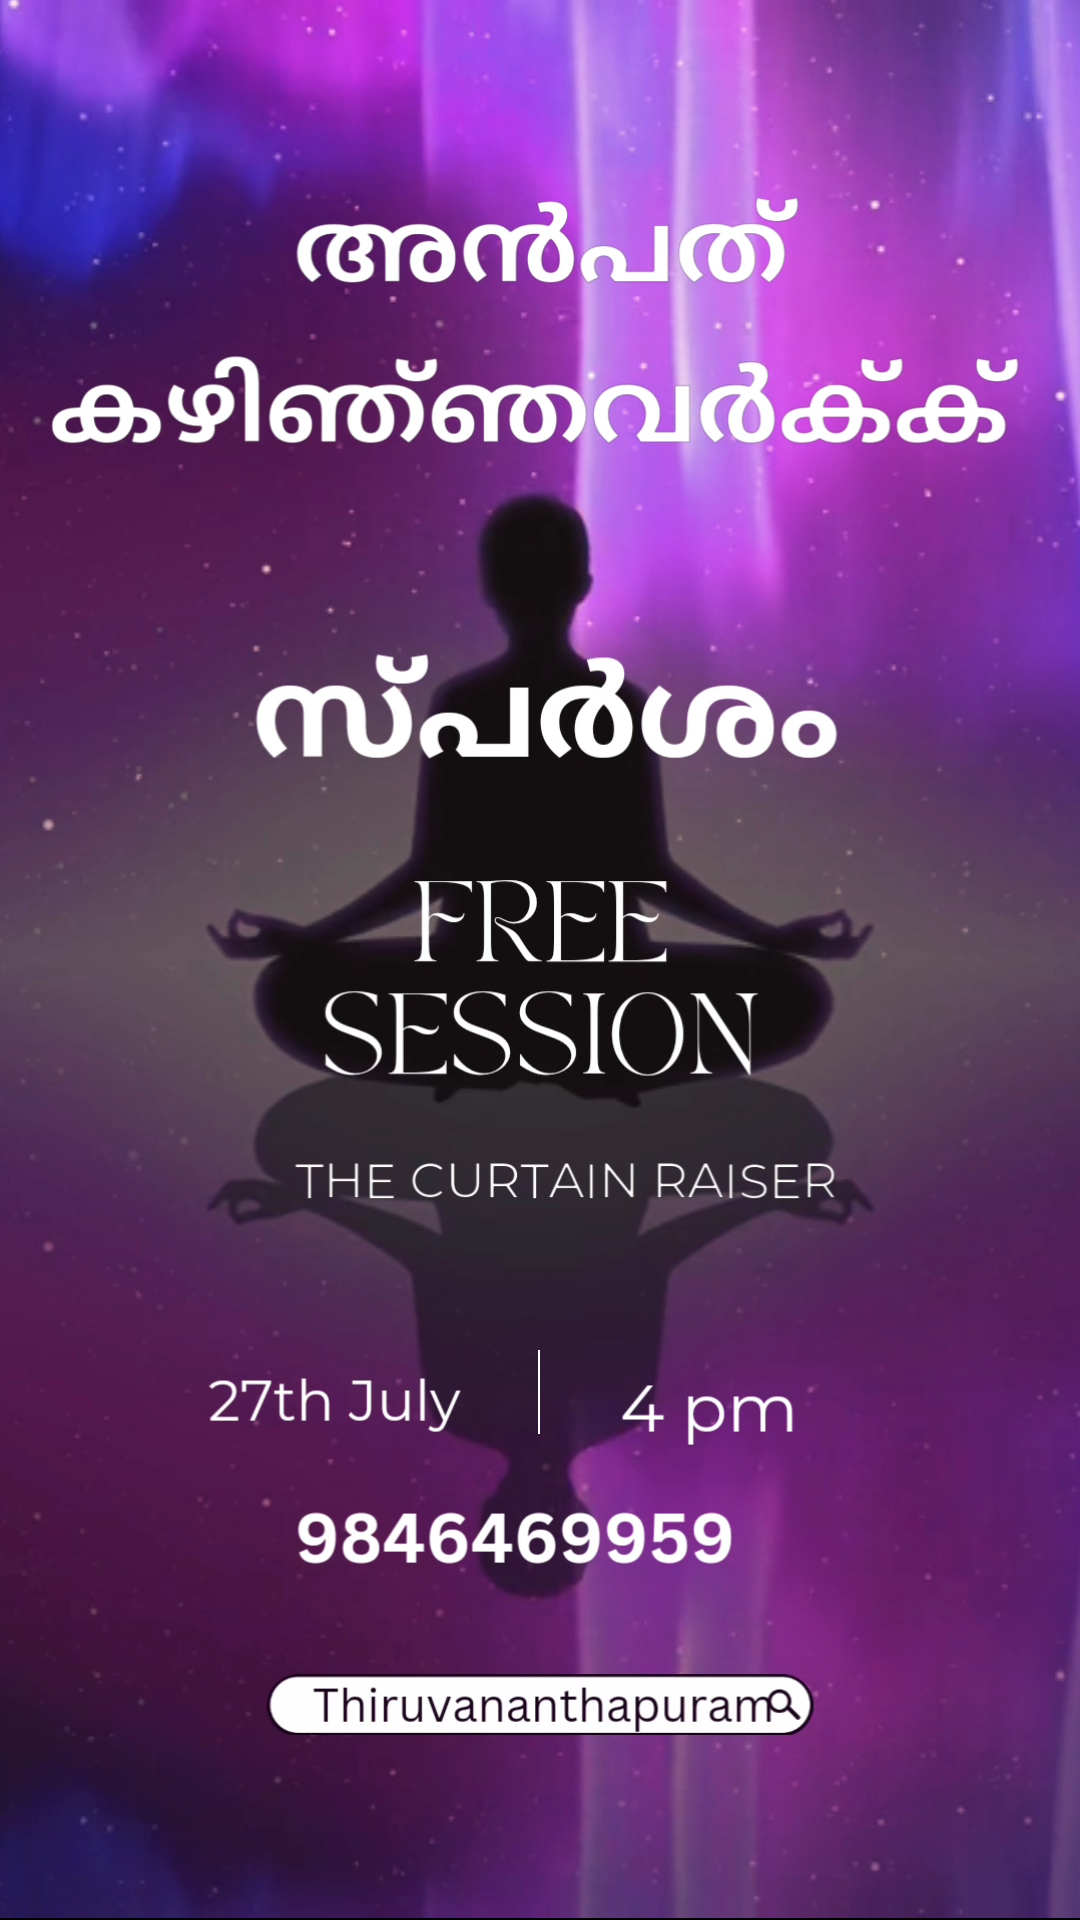 അൻപത്
കഴിഞ്ഞവർക്ക്
സ്പർശം
FREE
SESSION
THE CURTAIN RAISER
27th July | 4 pm
9846469959
Thiruvananthapuram